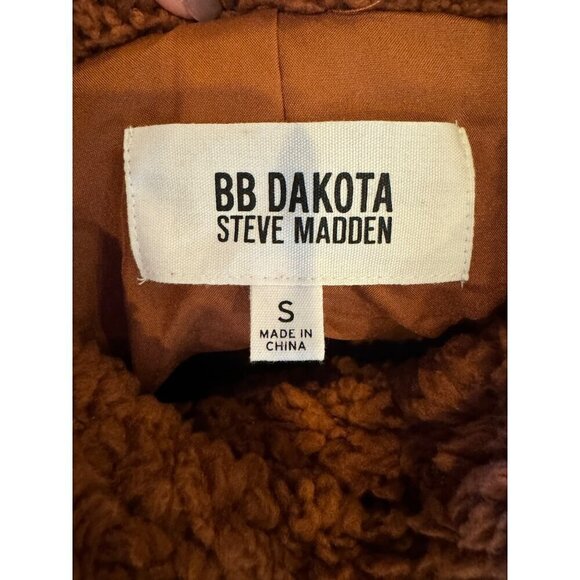 BB DAKOTA
STEVE MADDEN
S
MADE IN
CHINA